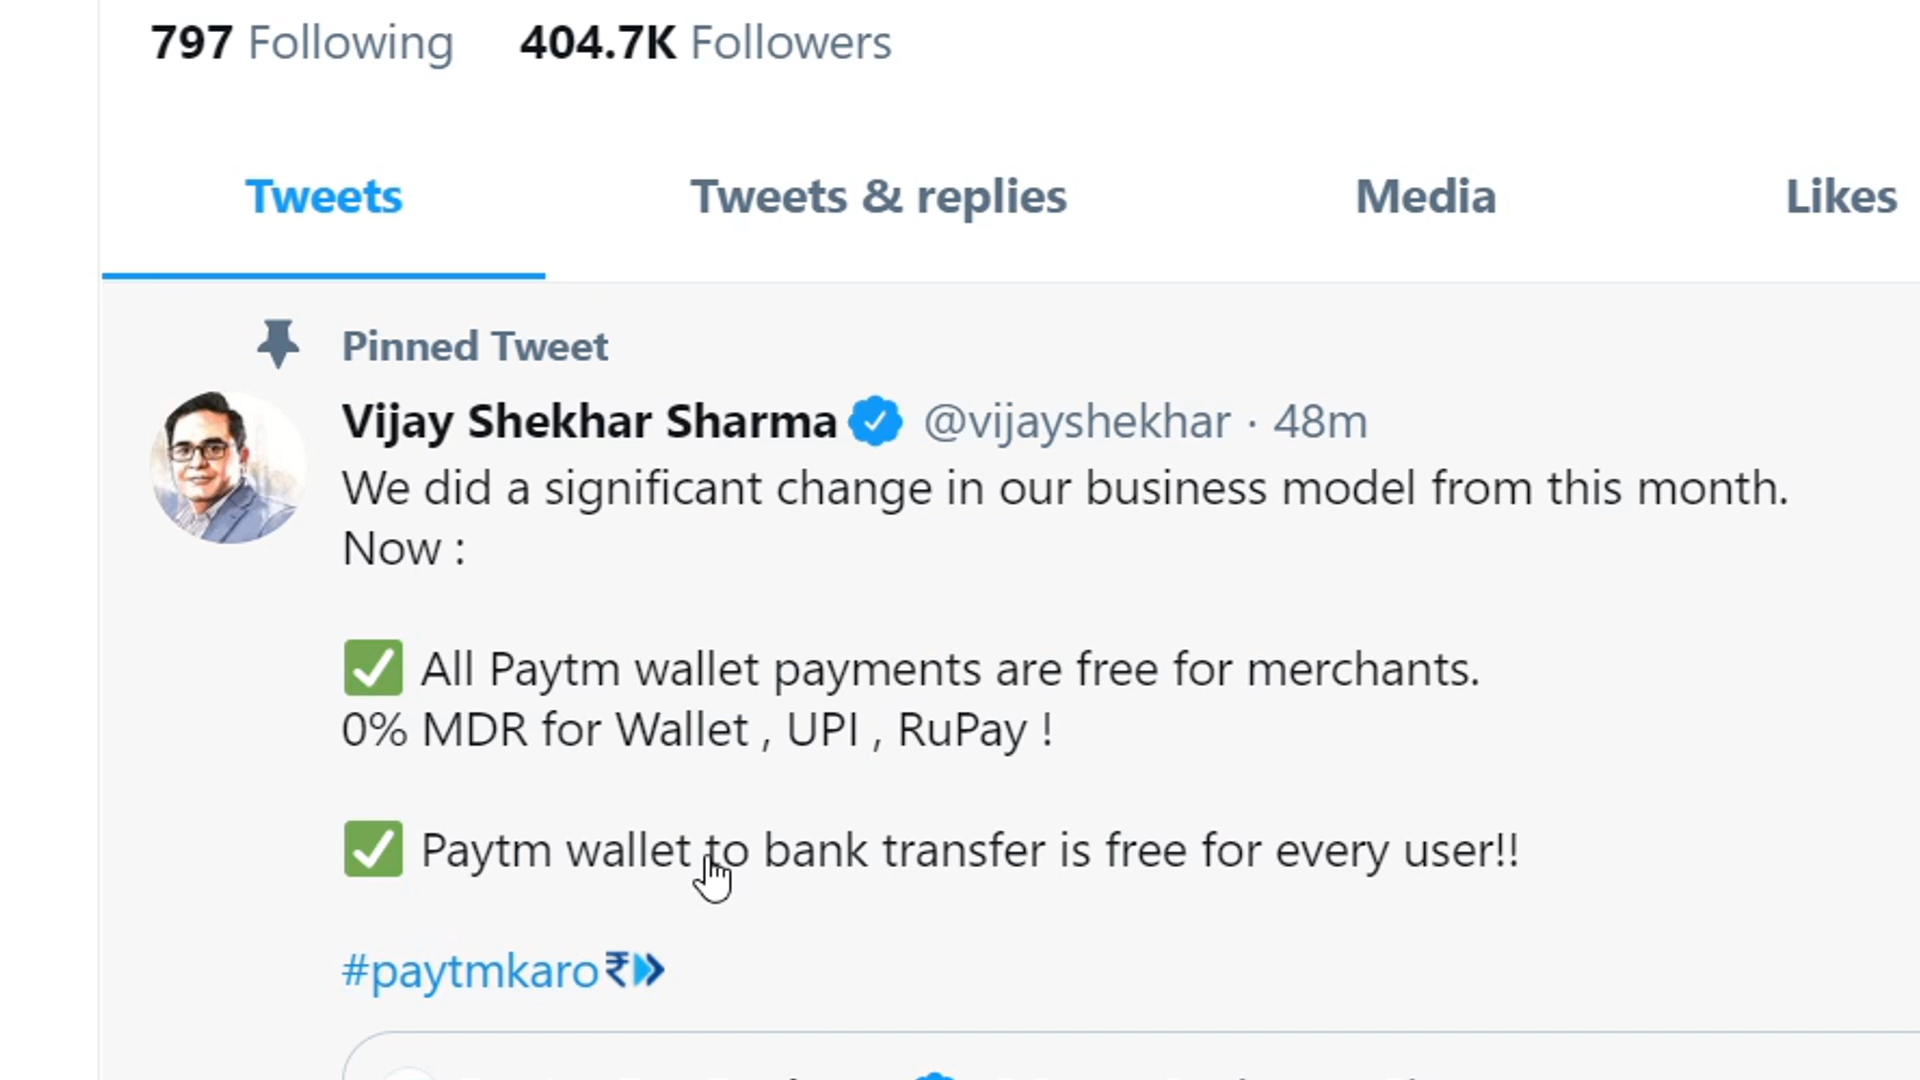 797 Following 404.7K Followers
Tweets Tweets & replies Media Likes
Pinned Tweet
Vijay Shekhar Sharma @vijayshekhar · 48m
We did a significant change in our business model from this month.
Now :
✅ All Paytm wallet payments are free for merchants.
0% MDR for Wallet , UPI , RuPay !
✅ Paytm wallet to bank transfer is free for every user!!
#paytmkaro